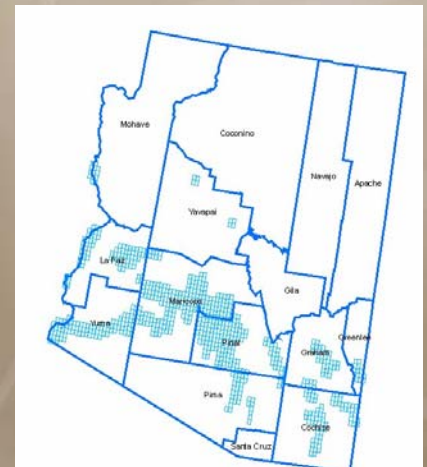 Mohave
Coconino
Navajo
Apache
Yavapai
La Paz
Gila
Maricopa
Yuma
Pinal
Graham
Greenlee
Pima
Cochise
Santa Cruz